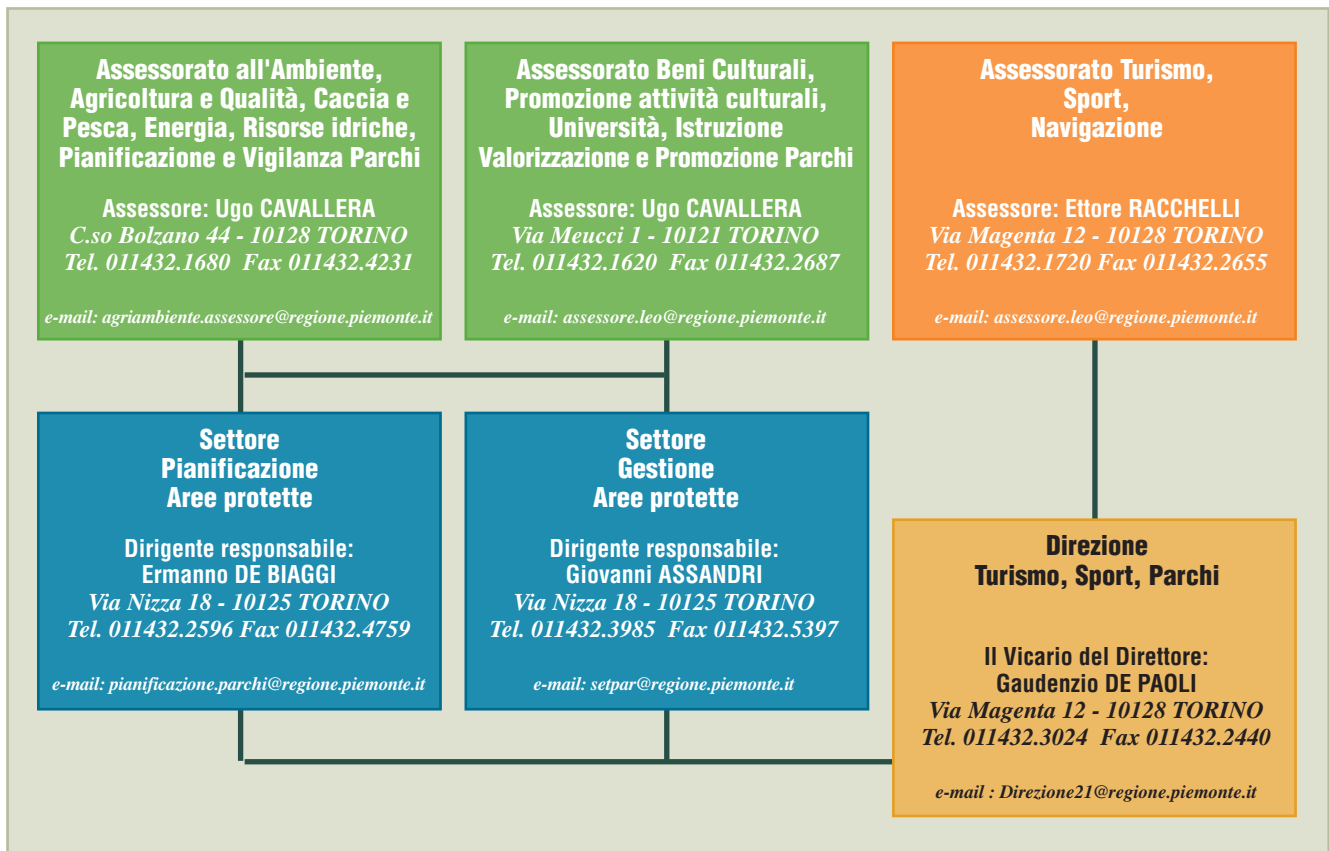 Assessorato all'Ambiente,
Agricoltura e Qualità, Caccia e
Pesca, Energia, Risorse idriche,
Pianificazione e Vigilanza Parchi
Assessore: Ugo CAVALLERA
C.so Bolzano 44 - 10128 TORINO
Tel. 011432.1680 Fax 011432.4231
e-mail: agriambiente.assessore@regione.piemonte.it
Assessorato Beni Culturali,
Promozione attività culturali,
Università, Istruzione
Valorizzazione e Promozione Parchi
Assessore: Ugo CAVALLERA
Via Meucci 1 - 10121 TORINO
Tel. 011432.1620 Fax 011432.2687
e-mail: assessore.leo@regione.piemonte.it
Assessorato Turismo,
Sport,
Navigazione
Assessore: Ettore RACCHELLI
Via Magenta 12 - 10128 TORINO
Tel. 011432.1720 Fax 011432.2655
e-mail: assessore.leo@regione.piemonte.it
Settore
Pianificazione
Aree protette
Dirigente responsabile:
Ermanno DE BIAGGI
Via Nizza 18 - 10125 TORINO
Tel. 011432.2596 Fax 011432.4759
e-mail: pianificazione.parchi@regione.piemonte.it
Settore
Gestione
Aree protette
Dirigente responsabile:
Giovanni ASSANDRI
Via Nizza 18 - 10125 TORINO
Tel. 011432.3985 Fax 011432.5397
e-mail: setpar@regione.piemonte.it
Direzione
Turismo, Sport, Parchi
Il Vicario del Direttore:
Gaudenzio DE PAOLI
Via Magenta 12 - 10128 TORINO
Tel. 011432.3024 Fax 011432.2440
e-mail : Direzione21@regione.piemonte.it